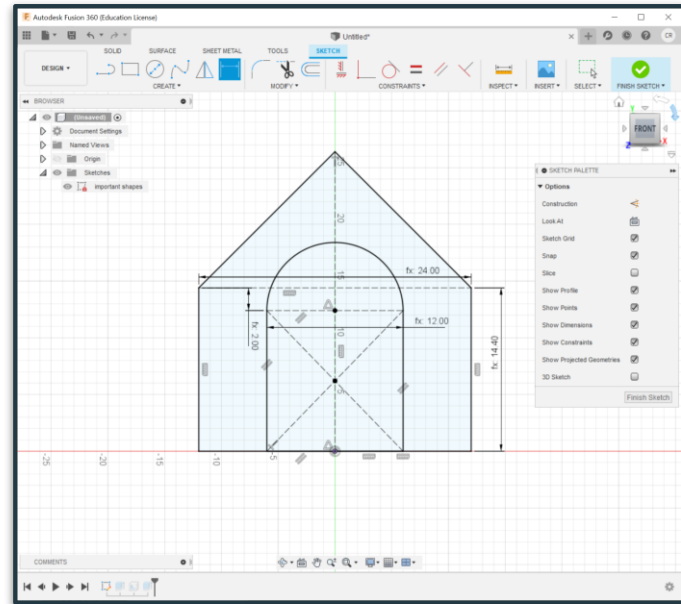 Autodesk Fusion 360 (Education License)
Untitled*
CR
SOLID SURFACE SHEET METAL TOOLS SKETCH
DESIGN
CREATE MODIFY CONSTRAINTS INSPECT INSERT SELECT FINISH SKETCH
BROWSER
(Unsaved)
Document Settings
Named Views
Origin
Sketches
important shapes
FRONT
Y
Z
X
SKETCH PALETTE
Options
Construction
Look At
Sketch Grid
Snap
Slice
Show Profile
Show Points
Show Dimensions
Show Constraints
Show Projected Geometries
3D Sketch
Finish Sketch
25
20
15
fx: 24.00
fx: 12.00
fx: 2.00
10
fx: 14.40
5
-25
-20
-15
-10
-5
COMMENTS